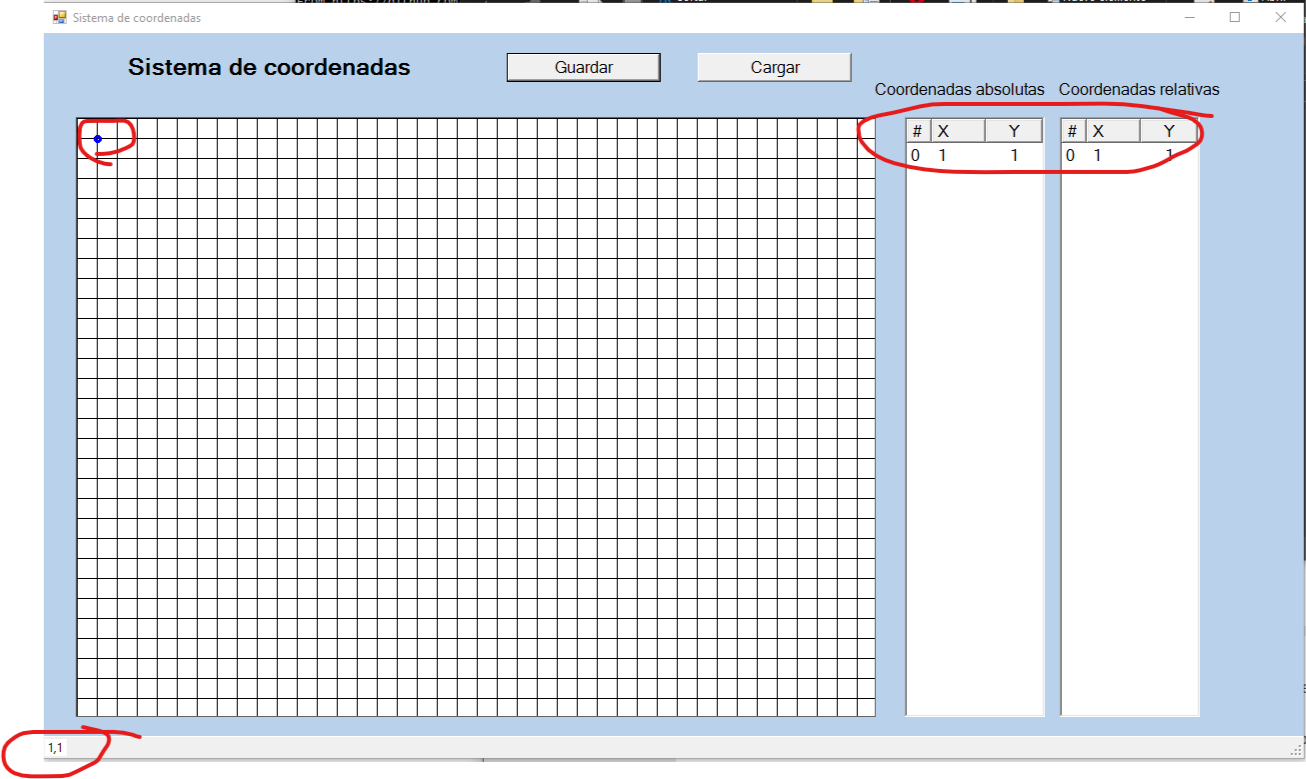 Sistema de coordenadas
Sistema de coordenadas
Guardar
Cargar
Coordenadas absolutas
Coordenadas relativas
# X Y
0 1 1
# X Y
0 1 1
1,1